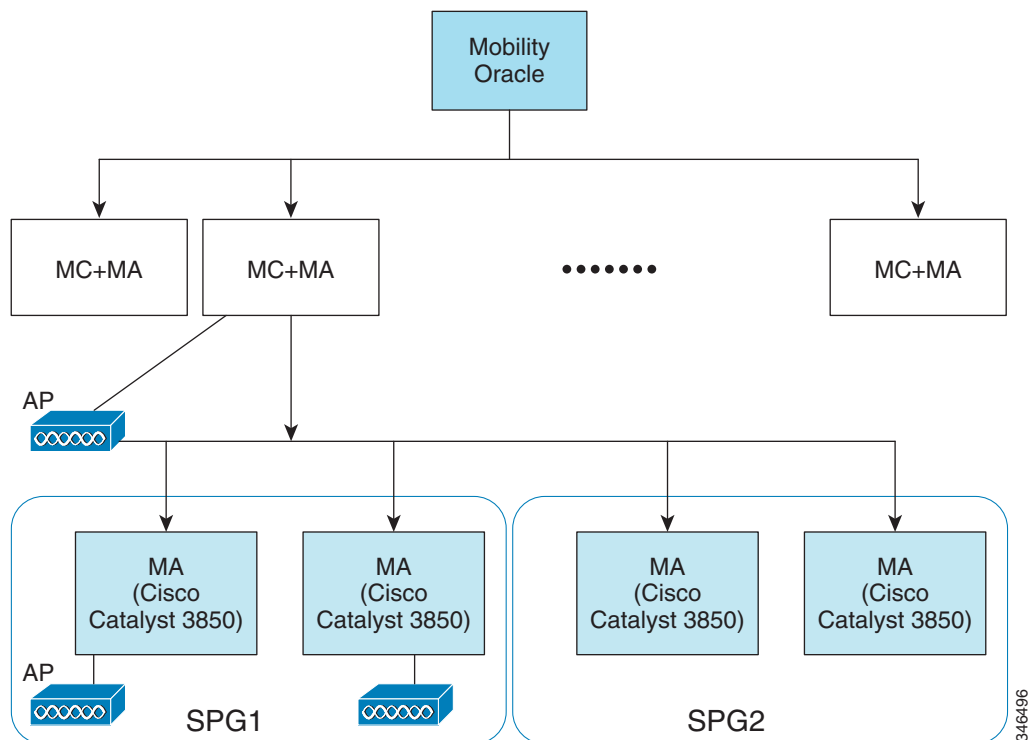 Mobility
Oracle
MC+MA
MC+MA
MC+MA
AP
MA
(Cisco
Catalyst 3850)
MA
(Cisco
Catalyst 3850)
MA
(Cisco
Catalyst 3850)
MA
(Cisco
Catalyst 3850)
AP
SPG1
SPG2
346496